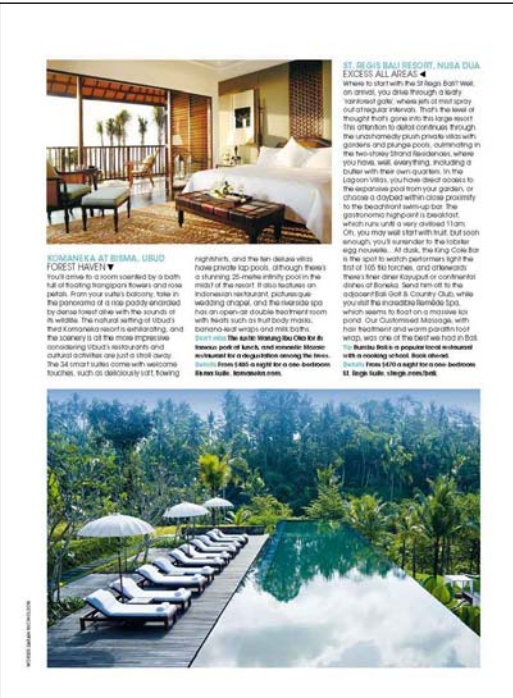 ST. REGIS BALI RESORT, NUSA DUA
EXCESS ALL AREAS ◀
Where to start with the St Regis Bali? Well,
on arrival, you drive through a leafy
'rainforest gate', where jets of mist spray
out at regular intervals. That's the level of
thought that's gone into this large resort.
This attention to detail continues through
the unashamedly plush private villas with
gardens and plunge pools, culminating in
the two-storey Strand Residences, where
you have, well, everything, including a
butler with their own quarters. In the
Lagoon Villas, you have direct access to
the expansive pool from your garden, or
choose a daybed within close proximity
to the beachfront swim-up bar. The
gastronomic highpoint is breakfast,
which runs until a very civilised 11am.
Oh, you may well start with fruit, but soon
enough, you'll surrender to the lobster
egg nouvelle. At dusk, the King Cole Bar
is the spot to watch performers light the
first of 105 tiki torches, and afterwards
there's finer diner Kayuputi or continental
dishes at Boneka. Send him off to the
adjacent Bali Golf & Country Club, while
you visit the incredible Remède Spa,
which seems to float on a massive koi
pond. Our Customised Massage, with
hair treatment and warm paraffin foot
wrap, was one of the best we had in Bali.
Tip Bumbu Bali is a popular local restaurant
with a cooking school. Book ahead.
Details From $470 a night for a one-bedroom
St. Regis Suite. stregis.com/bali.
KOMANEKA AT BISMA, UBUD
FOREST HAVEN ▼
You'll arrive to a room scented by a bath
full of floating frangipani flowers and rose
petals. From your suite's balcony, take in
the panorama of a rice paddy encircled
by dense forest alive with the sounds of
its wildlife. The natural setting of Ubud's
third Komaneka resort is exhilarating, and
the scenery is all the more impressive
considering Ubud's restaurants and
cultural activities are just a stroll away.
The 34 smart suites come with welcome
touches, such as deliciously soft, flowing
nightshirts, and the ten deluxe villas
have private lap pools, although there's
a stunning 25-metre infinity pool in the
midst of the resort. It also features an
Indonesian restaurant, picturesque
wedding chapel, and the riverside spa
has an open-air double treatment room
with treats such as fruit body masks,
banana-leaf wraps and milk baths.
Don't miss The rustic Warung Ibu Oka for its
famous pork at lunch, and romantic Mozaic
restaurant for a degustation among the trees.
Details From $485 a night for a one-bedroom
Bisma Suite. komaneka.com.